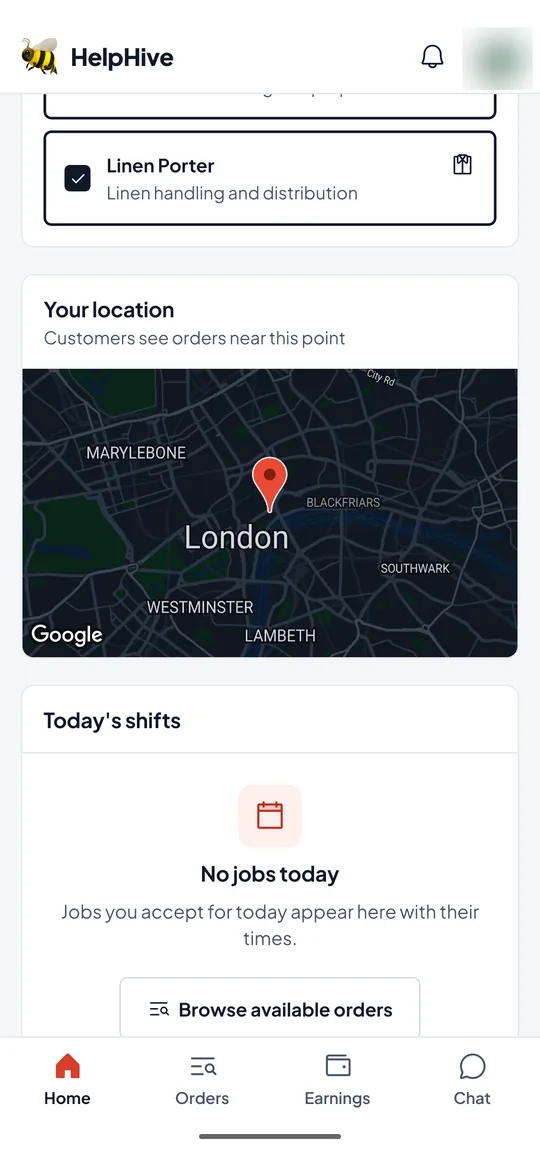 HelpHive
Linen Porter
Linen handling and distribution
Your location
Customers see orders near this point
City Rd
MARYLEBONE
BLACKFRIARS
London
SOUTHWARK
WESTMINSTER
Google
LAMBETH
Today's shifts
No jobs today
Jobs you accept for today appear here with their
times.
Browse available orders
Home
Orders
Earnings
Chat